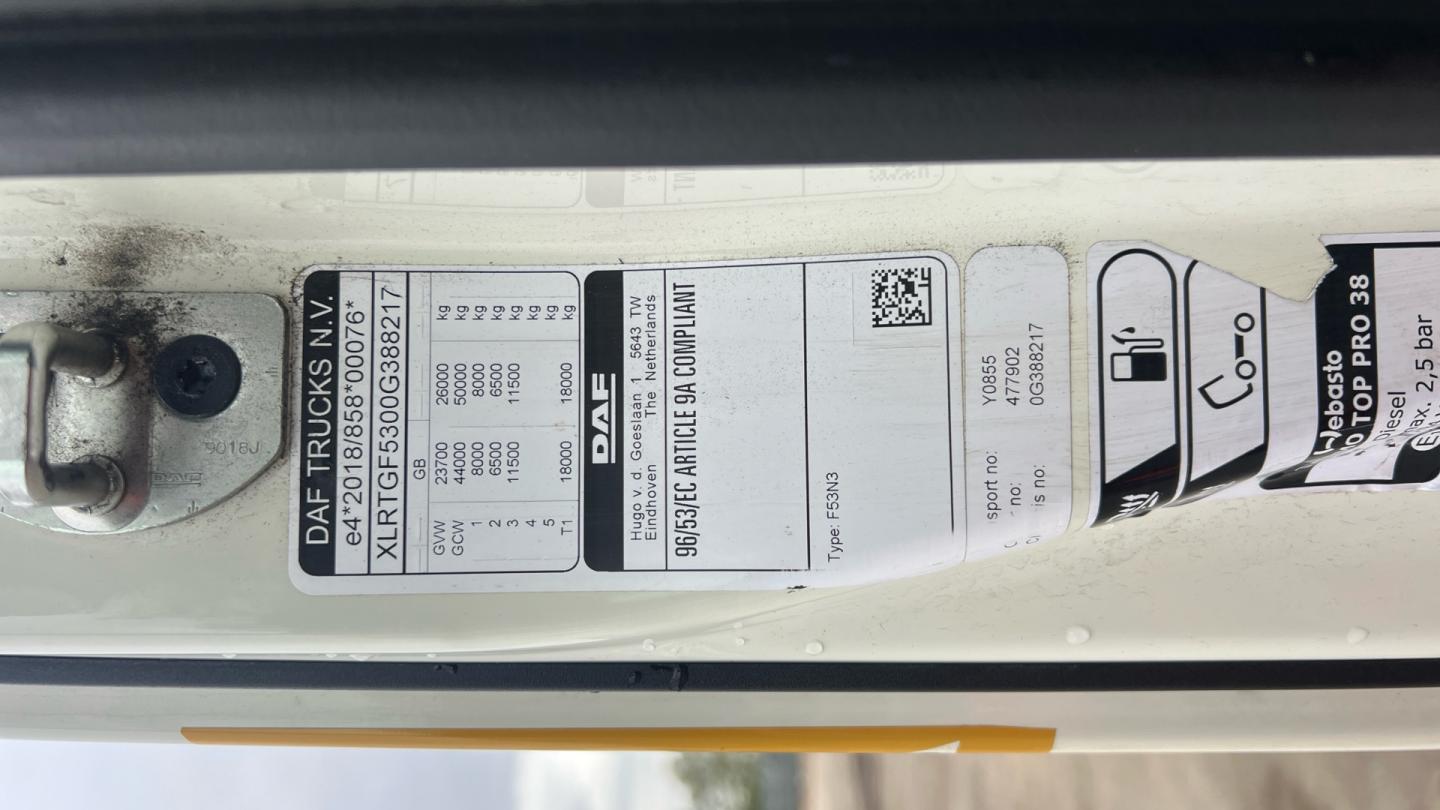 DAF TRUCKS N.V.
e4*2018/858*00076*
XLRTGF5300G388217
GB
GVW 23700 26000 kg
GCW 44000 50000 kg
1 8000 8000 kg
2 6500 6500 kg
3 11500 11500 kg
4 kg
5 kg
T1 18000 18000 kg
DAF
Hugo v. d. Goeslaan 1 5643 TW
Eindhoven The Netherlands
96/53/EC ARTICLE 9A COMPLIANT
Type: F53N3
sport no: Y0855
no: 477902
is no: 0G388217
Webasto
TOP PRO 38
Diesel
max. 2,5 bar
9018J
DAF